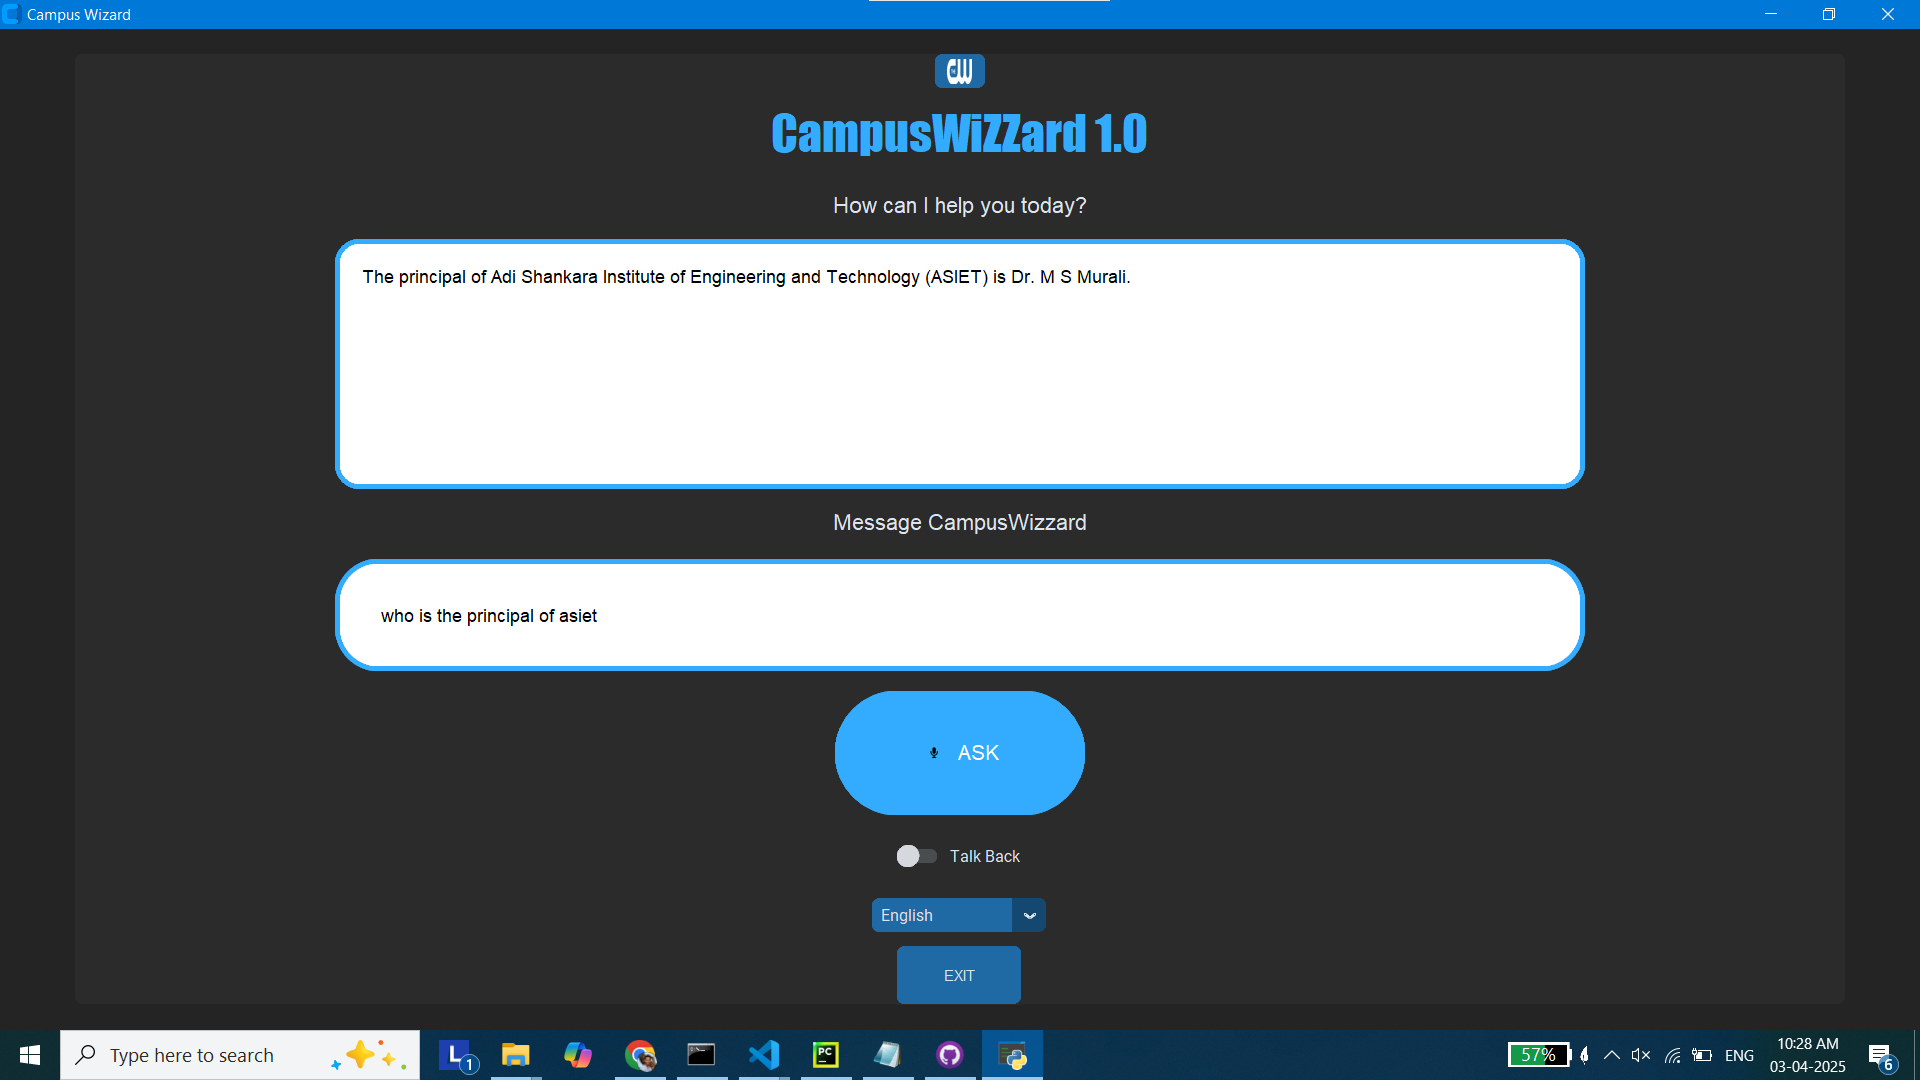 Campus Wizard
CW
CampusWiZZard 1.0
How can I help you today?
The principal of Adi Shankara Institute of Engineering and Technology (ASIET) is Dr. M S Murali.
Message CampusWizzard
who is the principal of asiet
ASK
Talk Back
English
EXIT
Type here to search
L
1
PC
57%
ENG
10:28 AM
03-04-2025
6